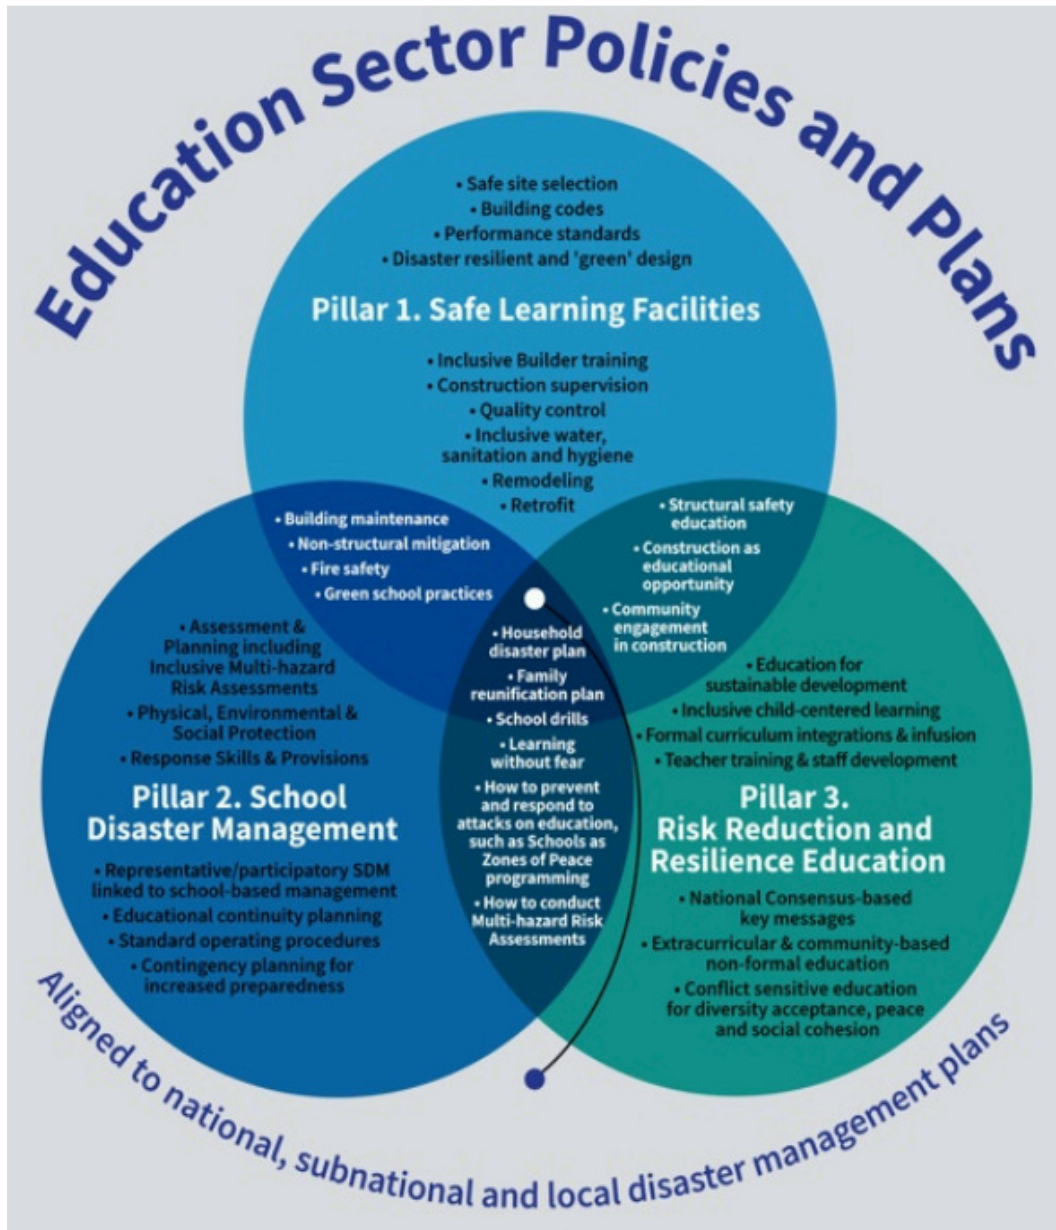 Education Sector Policies and Plans
• Safe site selection
• Building codes
• Performance standards
• Disaster resilient and 'green' design
Pillar 1. Safe Learning Facilities
• Inclusive Builder training
• Construction supervision
• Quality control
• Inclusive water,
sanitation and hygiene
• Remodeling
• Retrofit
• Building maintenance
• Non-structural mitigation
• Fire safety
• Green school practices
• Structural safety
education
• Construction as
educational
opportunity
• Community
engagement
in construction
• Assessment &
Planning including
Inclusive Multi-hazard
Risk Assessments
• Physical, Environmental &
Social Protection
• Response Skills & Provisions
Pillar 2. School
Disaster Management
• Representative/participatory SDM
linked to school-based management
• Educational continuity planning
• Standard operating procedures
• Contingency planning for
increased preparedness
• Household
disaster plan
• Family
reunification plan
• School drills
• Learning
without fear
• How to prevent
and respond to
attacks on education,
such as Schools as
Zones of Peace
programming
• How to conduct
Multi-hazard Risk
Assessments
• Education for
sustainable development
• Inclusive child-centered learning
• Formal curriculum integrations & infusion
• Teacher training & staff development
Pillar 3.
Risk Reduction and
Resilience Education
• National Consensus-based
key messages
• Extracurricular & community-based
non-formal education
• Conflict sensitive education
for diversity acceptance, peace
and social cohesion
Aligned to national, subnational and local disaster management plans